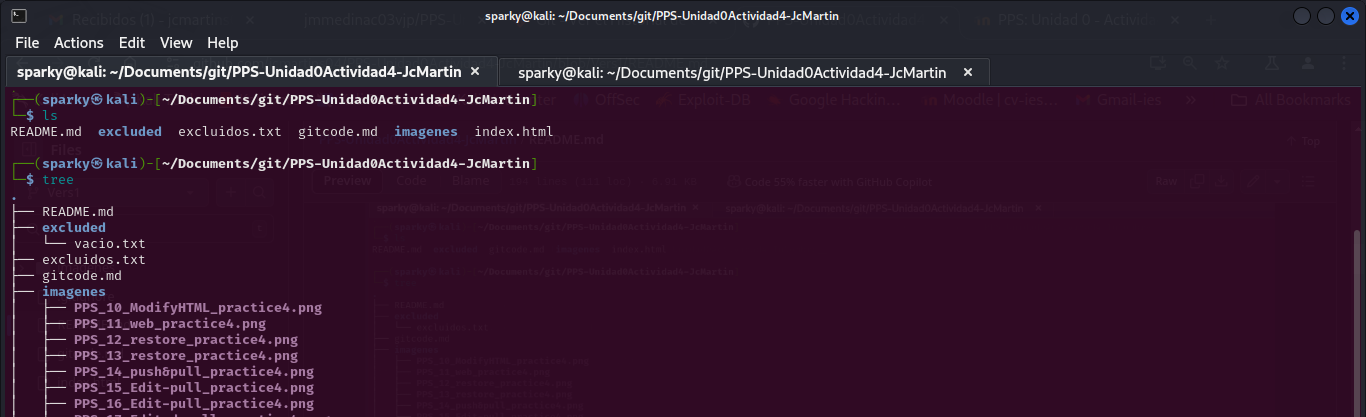 sparky@kali: ~/Documents/git/PPS-Unidad0Actividad4-JcMartin
File Actions Edit View Help
sparky@kali: ~/Documents/git/PPS-Unidad0Actividad4-JcMartin × sparky@kali: ~/Documents/git/PPS-Unidad0Actividad4-JcMartin ×
┌──(sparky㉿kali)-[~/Documents/git/PPS-Unidad0Actividad4-JcMartin]
└─$ ls
README.md excluded excluidos.txt gitcode.md imagenes index.html
┌──(sparky㉿kali)-[~/Documents/git/PPS-Unidad0Actividad4-JcMartin]
└─$ tree
.
├── README.md
├── excluded
│   └── vacio.txt
├── excluidos.txt
├── gitcode.md
├── imagenes
│   ├── PPS_10_ModifyHTML_practice4.png
│   ├── PPS_11_web_practice4.png
│   ├── PPS_12_restore_practice4.png
│   ├── PPS_13_restore_practice4.png
│   ├── PPS_14_push&pull_practice4.png
│   ├── PPS_15_Edit-pull_practice4.png
│   ├── PPS_16_Edit-pull_practice4.png